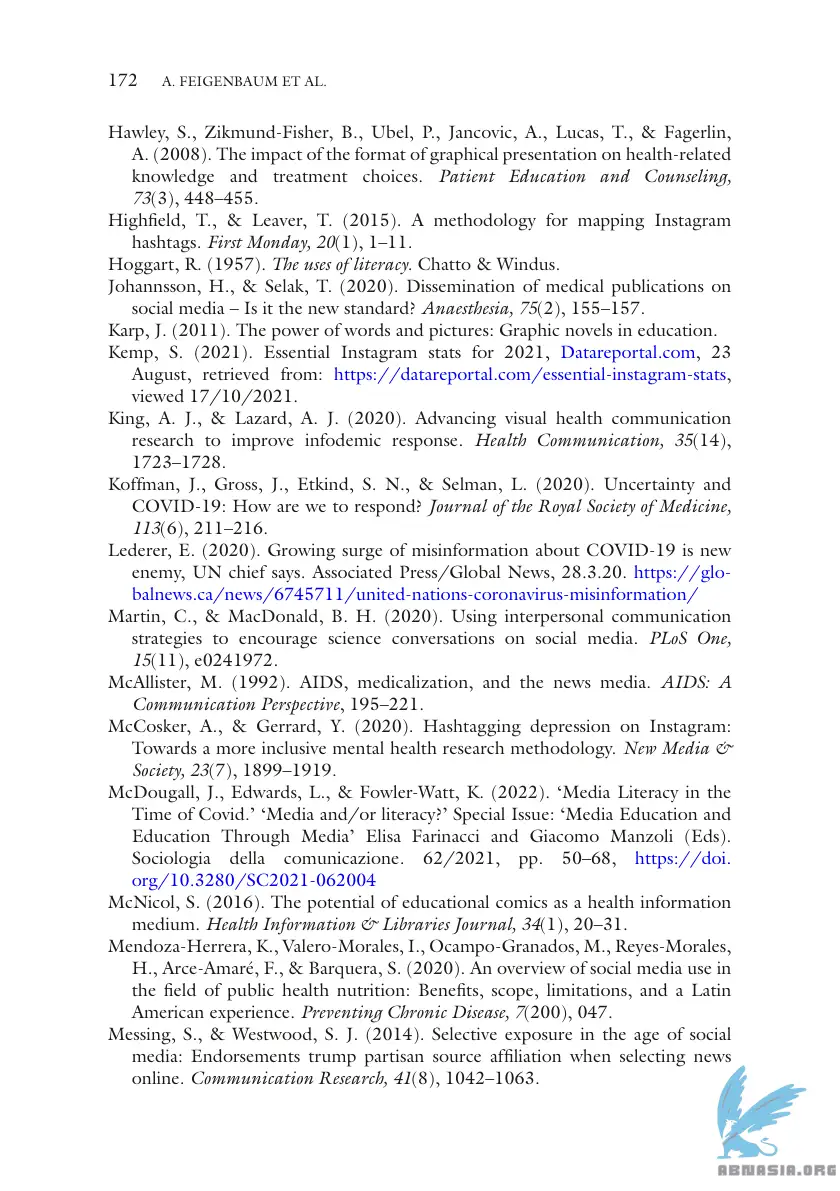 172 A. FEIGENBAUM ET AL.
Hawley, S., Zikmund-Fisher, B., Ubel, P., Jancovic, A., Lucas, T., & Fagerlin,
A. (2008). The impact of the format of graphical presentation on health-related
knowledge and treatment choices. Patient Education and Counseling,
73(3), 448–455.
Highfield, T., & Leaver, T. (2015). A methodology for mapping Instagram
hashtags. First Monday, 20(1), 1–11.
Hoggart, R. (1957). The uses of literacy. Chatto & Windus.
Johannsson, H., & Selak, T. (2020). Dissemination of medical publications on
social media – Is it the new standard? Anaesthesia, 75(2), 155–157.
Karp, J. (2011). The power of words and pictures: Graphic novels in education.
Kemp, S. (2021). Essential Instagram stats for 2021, Datareportal.com, 23
August, retrieved from: https://datareportal.com/essential-instagram-stats,
viewed 17/10/2021.
King, A. J., & Lazard, A. J. (2020). Advancing visual health communication
research to improve infodemic response. Health Communication, 35(14),
1723–1728.
Koffman, J., Gross, J., Etkind, S. N., & Selman, L. (2020). Uncertainty and
COVID-19: How are we to respond? Journal of the Royal Society of Medicine,
113(6), 211–216.
Lederer, E. (2020). Growing surge of misinformation about COVID-19 is new
enemy, UN chief says. Associated Press/Global News, 28.3.20. https://glo-
balnews.ca/news/6745711/united-nations-coronavirus-misinformation/
Martin, C., & MacDonald, B. H. (2020). Using interpersonal communication
strategies to encourage science conversations on social media. PLoS One,
15(11), e0241972.
McAllister, M. (1992). AIDS, medicalization, and the news media. AIDS: A
Communication Perspective, 195–221.
McCosker, A., & Gerrard, Y. (2020). Hashtagging depression on Instagram:
Towards a more inclusive mental health research methodology. New Media &
Society, 23(7), 1899–1919.
McDougall, J., Edwards, L., & Fowler-Watt, K. (2022). ‘Media Literacy in the
Time of Covid.’ ‘Media and/or literacy?’ Special Issue: ‘Media Education and
Education Through Media’ Elisa Farinacci and Giacomo Manzoli (Eds).
Sociologia della comunicazione. 62/2021, pp. 50–68, https://doi.
org/10.3280/SC2021-062004
McNicol, S. (2016). The potential of educational comics as a health information
medium. Health Information & Libraries Journal, 34(1), 20–31.
Mendoza-Herrera, K., Valero-Morales, I., Ocampo-Granados, M., Reyes-Morales,
H., Arce-Amaré, F., & Barquera, S. (2020). An overview of social media use in
the field of public health nutrition: Benefits, scope, limitations, and a Latin
American experience. Preventing Chronic Disease, 7(200), 047.
Messing, S., & Westwood, S. J. (2014). Selective exposure in the age of social
media: Endorsements trump partisan source affiliation when selecting news
online. Communication Research, 41(8), 1042–1063.
ABNASIA.ORG